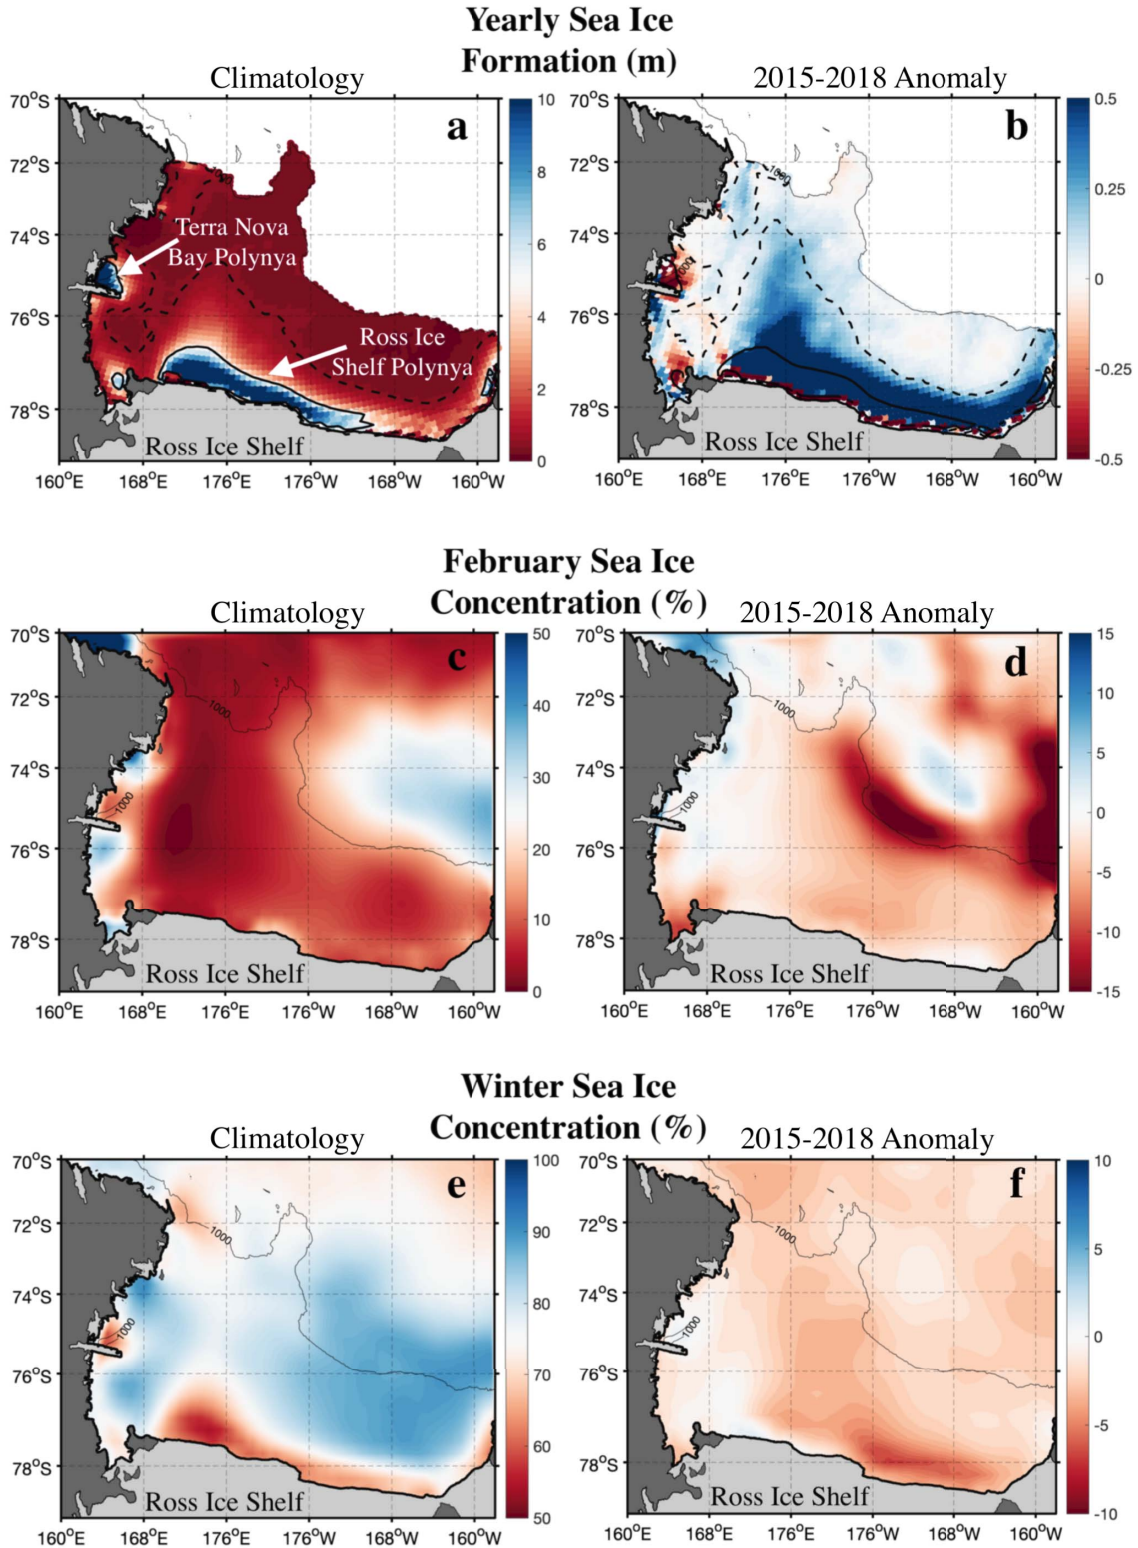 Yearly Sea Ice
Formation (m)
Climatology
2015-2018 Anomaly
70°S
72°S
74°S
76°S
78°S
160°E
168°E
176°E
176°W
168°W
160°W
a
Terra Nova
Bay Polynya
Ross Ice
Shelf Polynya
Ross Ice Shelf
10
8
6
4
2
0
70°S
72°S
74°S
76°S
78°S
160°E
168°E
176°E
176°W
168°W
160°W
b
1000
Ross Ice Shelf
0.5
0.25
0
-0.25
-0.5
February Sea Ice
Concentration (%)
Climatology
2015-2018 Anomaly
70°S
72°S
74°S
76°S
78°S
160°E
168°E
176°E
176°W
168°W
160°W
c
1000
1000
Ross Ice Shelf
50
40
30
20
10
0
70°S
72°S
74°S
76°S
78°S
160°E
168°E
176°E
176°W
168°W
160°W
d
1000
1000
Ross Ice Shelf
15
10
5
0
-5
-10
-15
Winter Sea Ice
Concentration (%)
Climatology
2015-2018 Anomaly
70°S
72°S
74°S
76°S
78°S
160°E
168°E
176°E
176°W
168°W
160°W
e
1000
1000
Ross Ice Shelf
100
90
80
70
60
50
70°S
72°S
74°S
76°S
78°S
160°E
168°E
176°E
176°W
168°W
160°W
f
1000
1000
Ross Ice Shelf
10
5
0
-5
-10